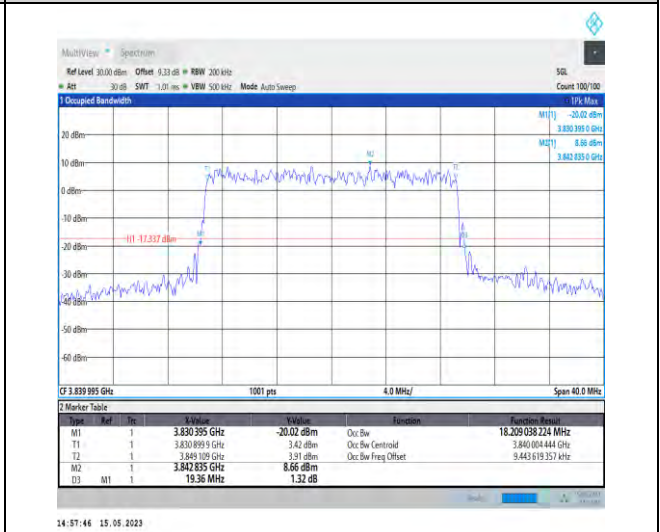 MultiView Spectrum
Ref Level 30.00 dBm Offset 9.33 dB RBW 200 kHz SGL
Att 30 dB SWT 1.01 ms VBW 500 kHz Mode Auto Sweep Count 100/100
1 Occupied Bandwidth 1Pk Max
M1[1] -20.02 dBm
3.830 395 0 GHz
M2[1] 8.66 dBm
3.842 835 0 GHz
20 dBm
M2
10 dBm
T1 T2
0 dBm
-10 dBm
M1
H1 -17.337 dBm
-20 dBm
-30 dBm
-40 dBm
-50 dBm
-60 dBm
CF 3.839 995 GHz 1001 pts 4.0 MHz/ Span 40.0 MHz
2 Marker Table
Type Ref Trc X-Value Y-Value Function Function Result
M1 1 3.830 395 GHz -20.02 dBm Occ Bw 18.209 038 224 MHz
T1 1 3.830 899 9 GHz 3.42 dBm Occ Bw Centroid 3.840 004 444 GHz
T2 1 3.849 109 GHz 3.91 dBm Occ Bw Freq Offset 9.443 619 357 kHz
M2 1 3.842 835 GHz 8.66 dBm
D3 M1 1 19.36 MHz 1.32 dB
14:57:46 15.05.2023